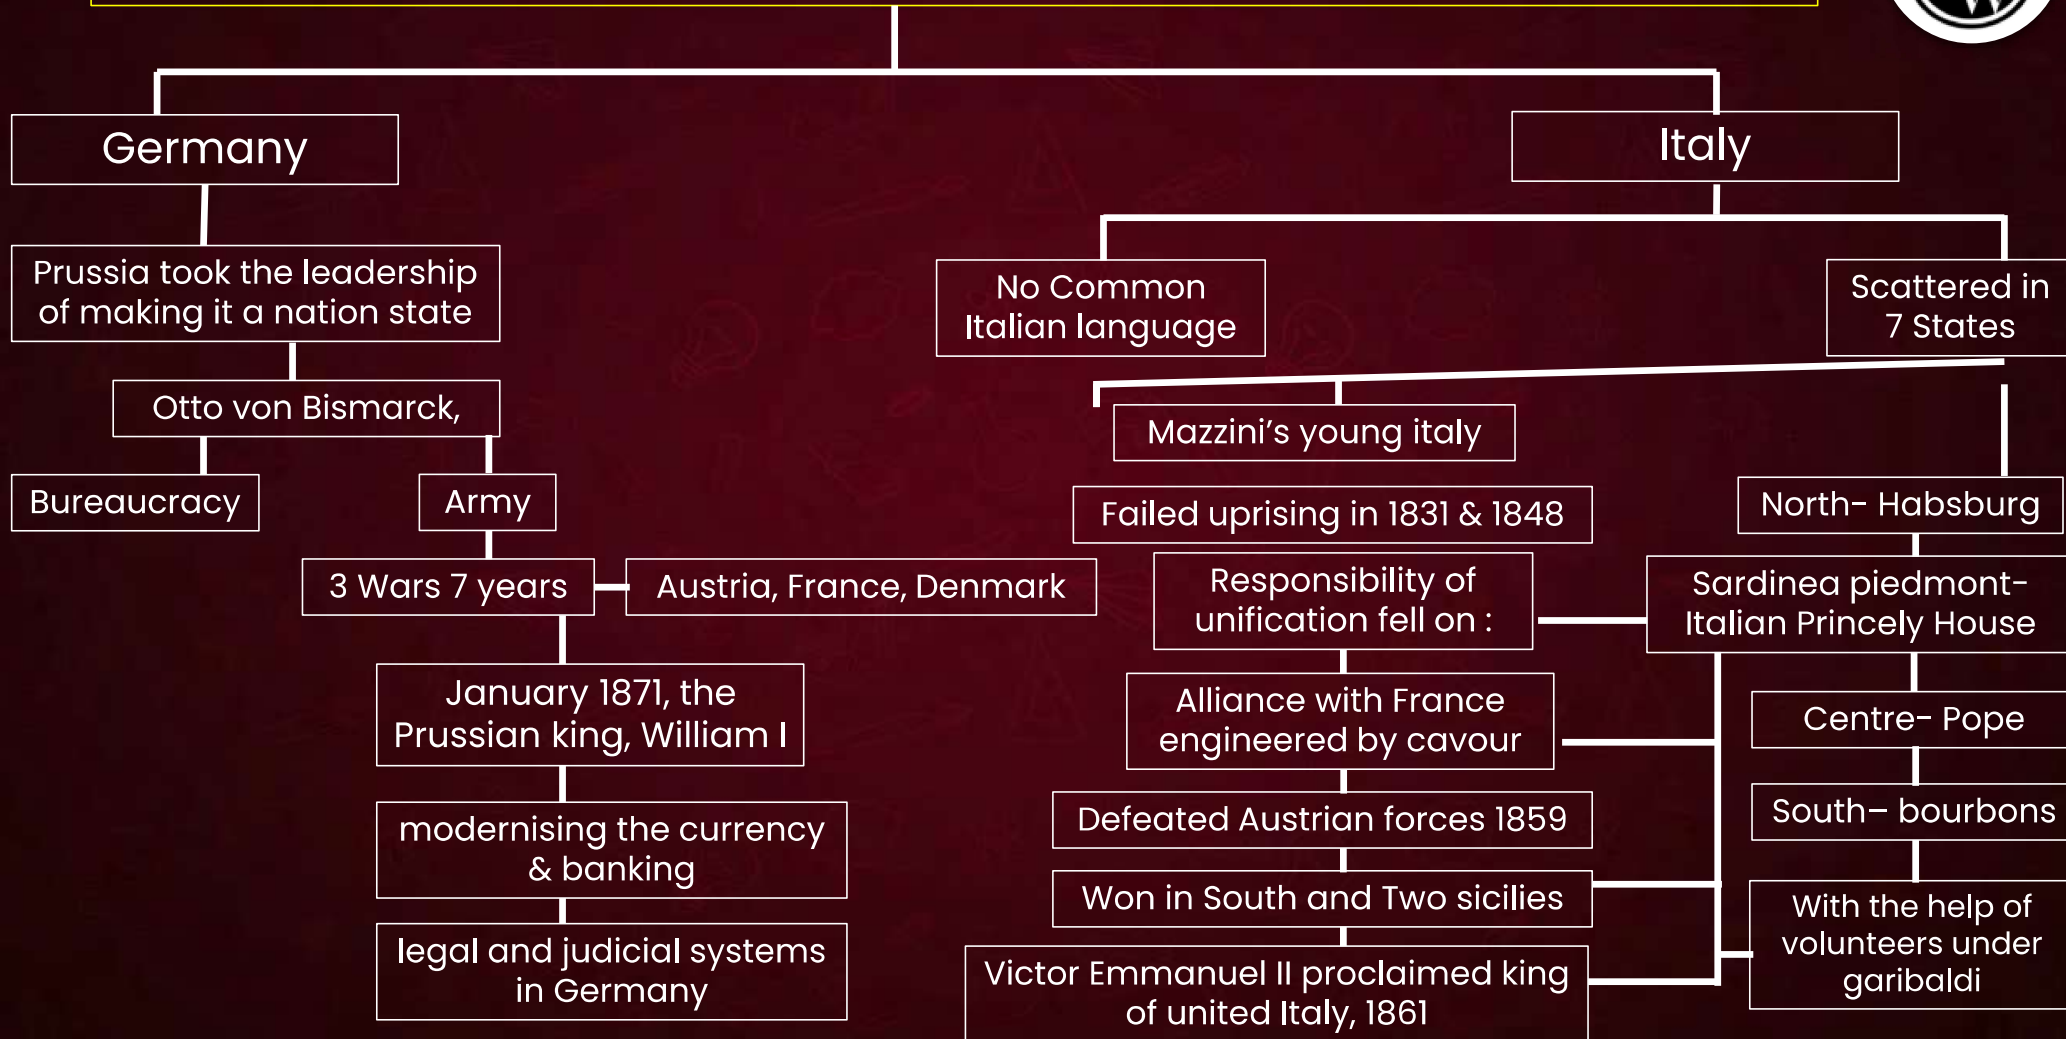 Germany
Italy
Prussia took the leadership
of making it a nation state
Otto von Bismarck,
Bureaucracy
Army
3 Wars 7 years
Austria, France, Denmark
January 1871, the
Prussian king, William I
modernising the currency
& banking
legal and judicial systems
in Germany
No Common
Italian language
Scattered in
7 States
Mazzini's young italy
Failed uprising in 1831 & 1848
Responsibility of
unification fell on :
Alliance with France
engineered by cavour
Defeated Austrian forces 1859
Won in South and Two sicilies
Victor Emmanuel II proclaimed king
of united Italy, 1861
North- Habsburg
Sardinea piedmont-
Italian Princely House
Centre- Pope
South– bourbons
With the help of
volunteers under
garibaldi